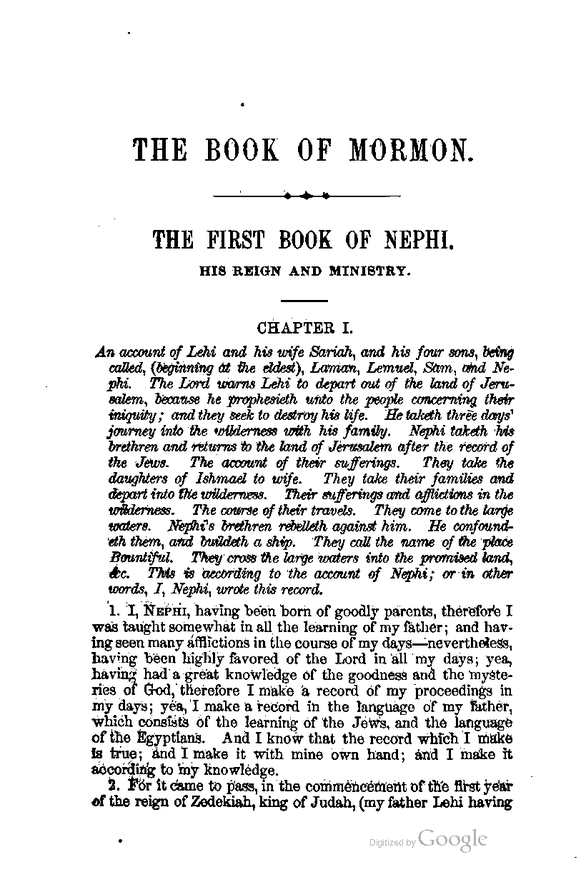 THE BOOK OF MORMON.
THE FIRST BOOK OF NEPHI.
HIS REIGN AND MINISTRY.
CHAPTER I.
An account of Lehi and his wife Sariah, and his four sons, being
called, (beginning at the eldest), Laman, Lemuel, Sam, and Ne-
phi. The Lord warns Lehi to depart out of the land of Jeru-
salem, because he prophesieth unto the people concerning their
iniquity; and they seek to destroy his life. He taketh three days'
journey into the wilderness with his family. Nephi taketh his
brethren and returns to the land of Jerusalem after the record of
the Jews. The account of their sufferings. They take the
daughters of Ishmael to wife. They take their families and
depart into the wilderness. Their sufferings and afflictions in the
wilderness. The course of their travels. They come to the large
waters. Nephi's brethren rebelleth against him. He confound-
eth them, and buildeth a ship. They call the name of the place
Bountiful. They cross the large waters into the promised land,
&c. This is according to the account of Nephi; or in other
words, I, Nephi, wrote this record.
1. I, NEPHI, having been born of goodly parents, therefore I
was taught somewhat in all the learning of my father; and hav-
ing seen many afflictions in the course of my days—nevertheless,
having been highly favored of the Lord in all my days; yea,
having had a great knowledge of the goodness and the myste-
ries of God, therefore I make a record of my proceedings in
my days; yea, I make a record in the language of my father,
which consists of the learning of the Jews, and the language
of the Egyptians. And I know that the record which I make
is true; and I make it with mine own hand; and I make it
according to my knowledge.
2. For it came to pass, in the commencement of the first year
of the reign of Zedekiah, king of Judah, (my father Lehi having
Digitized by Google